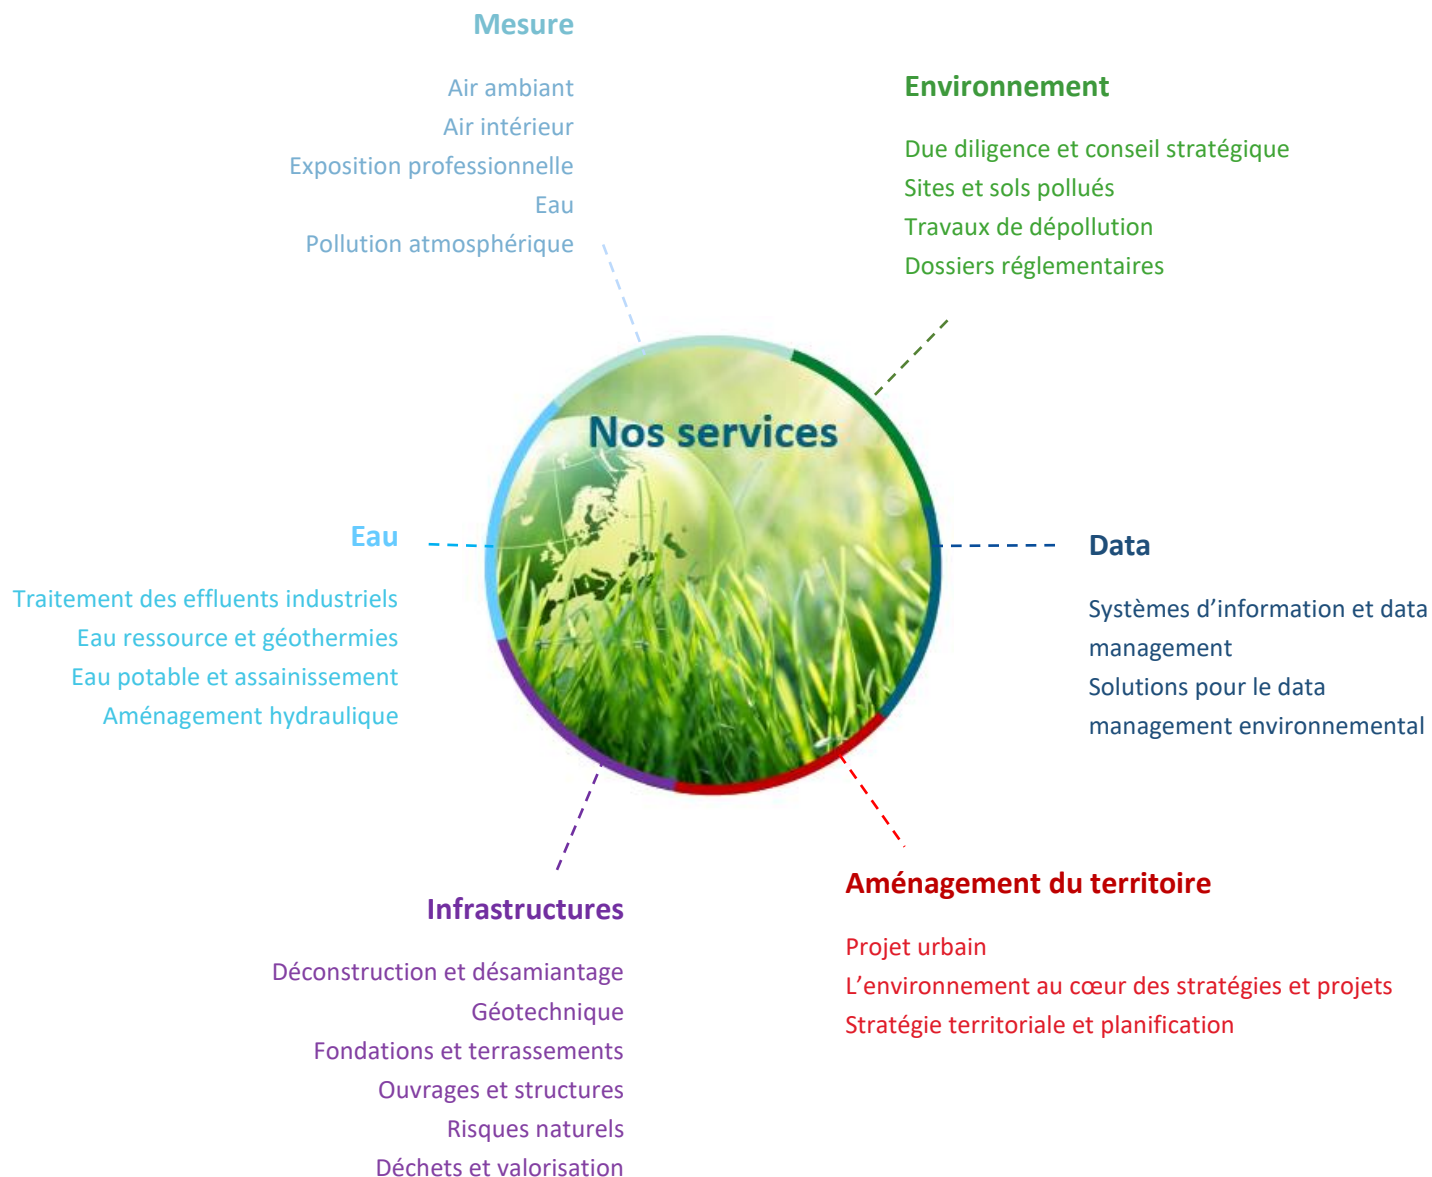 Mesure
Air ambiant
Air intérieur
Exposition professionnelle
Eau
Pollution atmosphérique
Environnement
Due diligence et conseil stratégique
Sites et sols pollués
Travaux de dépollution
Dossiers réglementaires
Nos services
Eau
Traitement des effluents industriels
Eau ressource et géothermies
Eau potable et assainissement
Aménagement hydraulique
Data
Systèmes d’information et data
management
Solutions pour le data
management environnemental
Infrastructures
Déconstruction et désamiantage
Géotechnique
Fondations et terrassements
Ouvrages et structures
Risques naturels
Déchets et valorisation
Aménagement du territoire
Projet urbain
L’environnement au cœur des stratégies et projets
Stratégie territoriale et planification